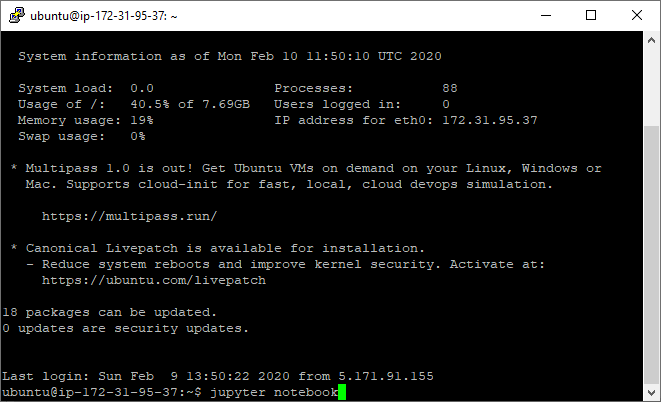 ubuntu@ip-172-31-95-37: ~
System information as of Mon Feb 10 11:50:10 UTC 2020
System load:  0.0               Processes:           88
Usage of /:   40.5% of 7.69GB   Users logged in:     0
Memory usage: 19%               IP address for eth0: 172.31.95.37
Swap usage:   0%
* Multipass 1.0 is out! Get Ubuntu VMs on demand on your Linux, Windows or
Mac. Supports cloud-init for fast, local, cloud devops simulation.
https://multipass.run/
* Canonical Livepatch is available for installation.
- Reduce system reboots and improve kernel security. Activate at:
https://ubuntu.com/livepatch
18 packages can be updated.
0 updates are security updates.
Last login: Sun Feb  9 13:50:22 2020 from 5.171.91.155
ubuntu@ip-172-31-95-37:~$ jupyter notebook